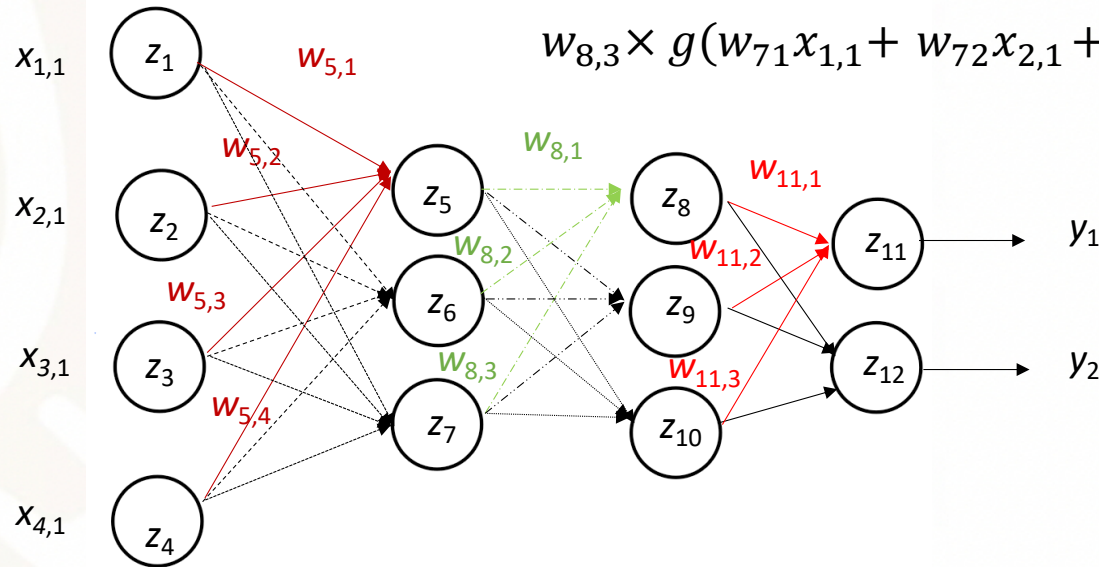 w₈,₃× g(w₇₁x₁,₁+ w₇₂x₂,₁ +
x₁,₁ z₁ w₅,₁
w₅,₂ z₅ w₈,₁ z₈ w₁₁,₁
x₂,₁ z₂ z₁₁ y₁
w₈,₂ w₁₁,₂
w₅,₃ z₆ z₉
x₃,₁ z₃ w₈,₃ w₁₁,₃ z₁₂ y₂
w₅,₄ z₇ z₁₀
x₄,₁ z₄